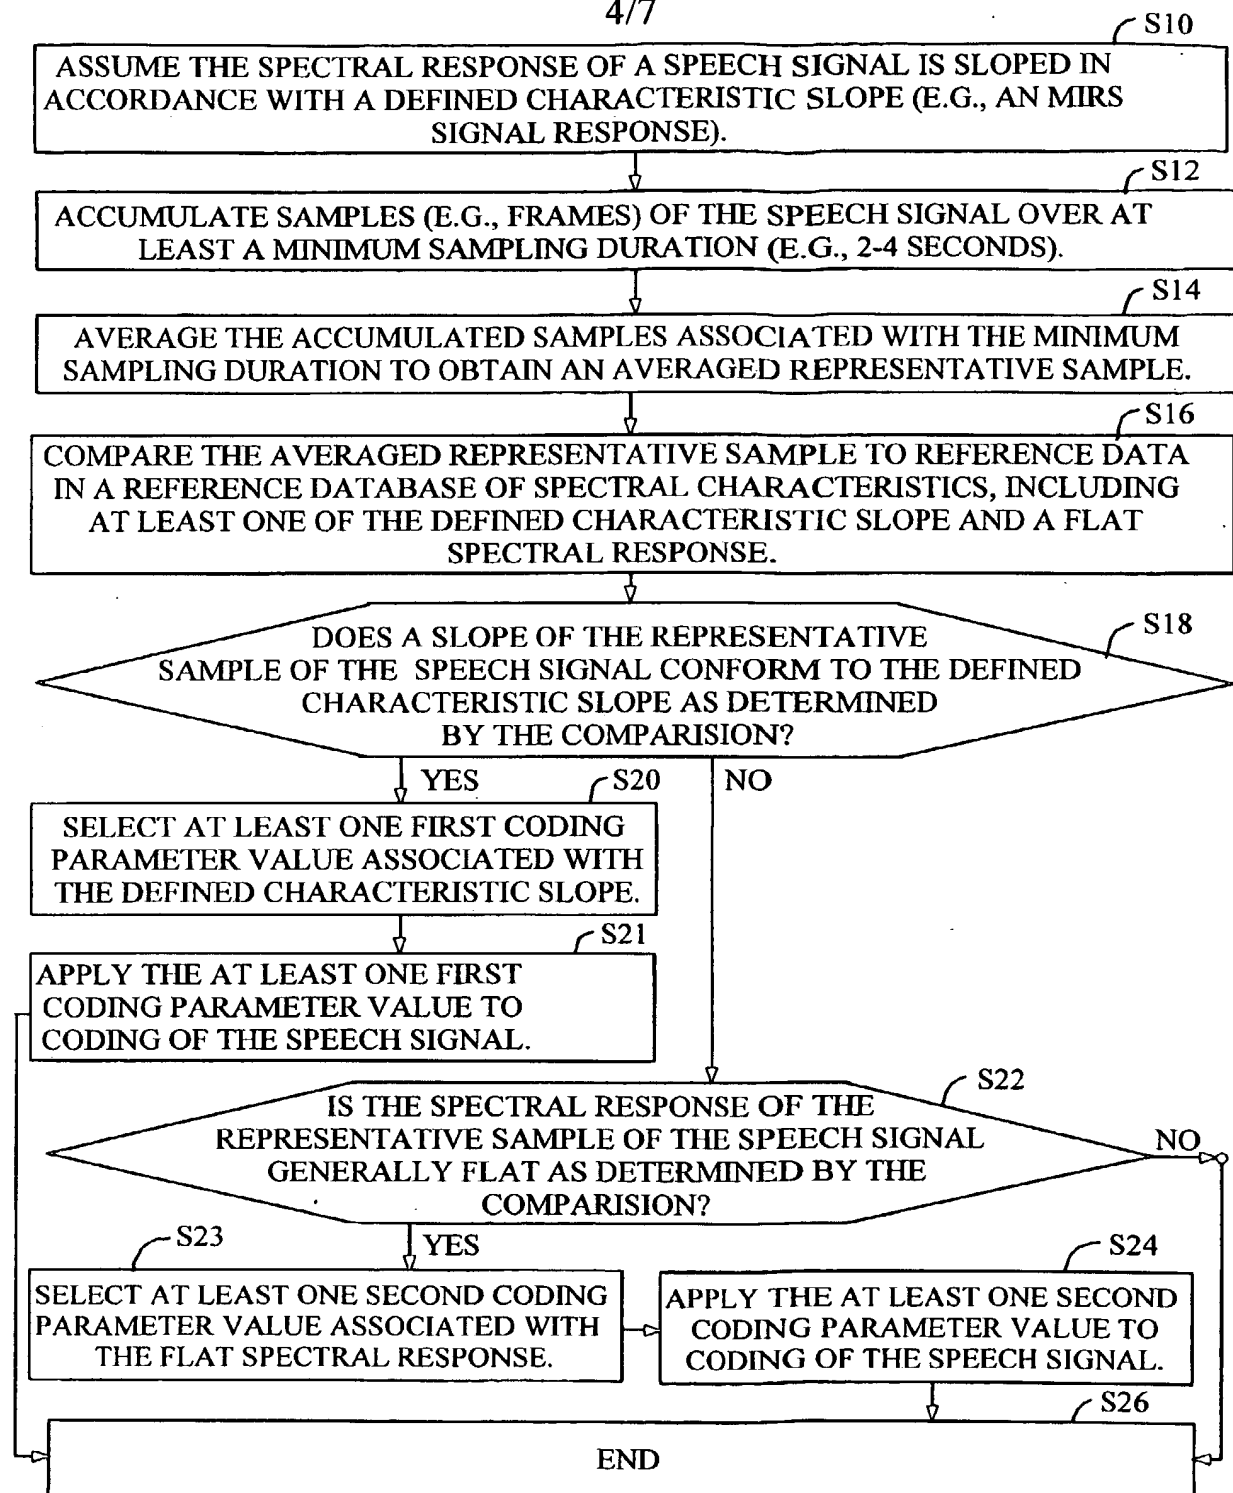 4/7
S10
ASSUME THE SPECTRAL RESPONSE OF A SPEECH SIGNAL IS SLOPED IN
ACCORDANCE WITH A DEFINED CHARACTERISTIC SLOPE (E.G., AN MIRS
SIGNAL RESPONSE).
S12
ACCUMULATE SAMPLES (E.G., FRAMES) OF THE SPEECH SIGNAL OVER AT
LEAST A MINIMUM SAMPLING DURATION (E.G., 2-4 SECONDS).
S14
AVERAGE THE ACCUMULATED SAMPLES ASSOCIATED WITH THE MINIMUM
SAMPLING DURATION TO OBTAIN AN AVERAGED REPRESENTATIVE SAMPLE.
S16
COMPARE THE AVERAGED REPRESENTATIVE SAMPLE TO REFERENCE DATA
IN A REFERENCE DATABASE OF SPECTRAL CHARACTERISTICS, INCLUDING
AT LEAST ONE OF THE DEFINED CHARACTERISTIC SLOPE AND A FLAT
SPECTRAL RESPONSE.
S18
DOES A SLOPE OF THE REPRESENTATIVE
SAMPLE OF THE SPEECH SIGNAL CONFORM TO THE DEFINED
CHARACTERISTIC SLOPE AS DETERMINED
BY THE COMPARISION?
YES
NO
S20
SELECT AT LEAST ONE FIRST CODING
PARAMETER VALUE ASSOCIATED WITH
THE DEFINED CHARACTERISTIC SLOPE.
S21
APPLY THE AT LEAST ONE FIRST
CODING PARAMETER VALUE TO
CODING OF THE SPEECH SIGNAL.
S22
IS THE SPECTRAL RESPONSE OF THE
REPRESENTATIVE SAMPLE OF THE SPEECH SIGNAL
GENERALLY FLAT AS DETERMINED BY THE
COMPARISION?
NO
YES
S23
SELECT AT LEAST ONE SECOND CODING
PARAMETER VALUE ASSOCIATED WITH
THE FLAT SPECTRAL RESPONSE.
S24
APPLY THE AT LEAST ONE SECOND
CODING PARAMETER VALUE TO
CODING OF THE SPEECH SIGNAL.
S26
END